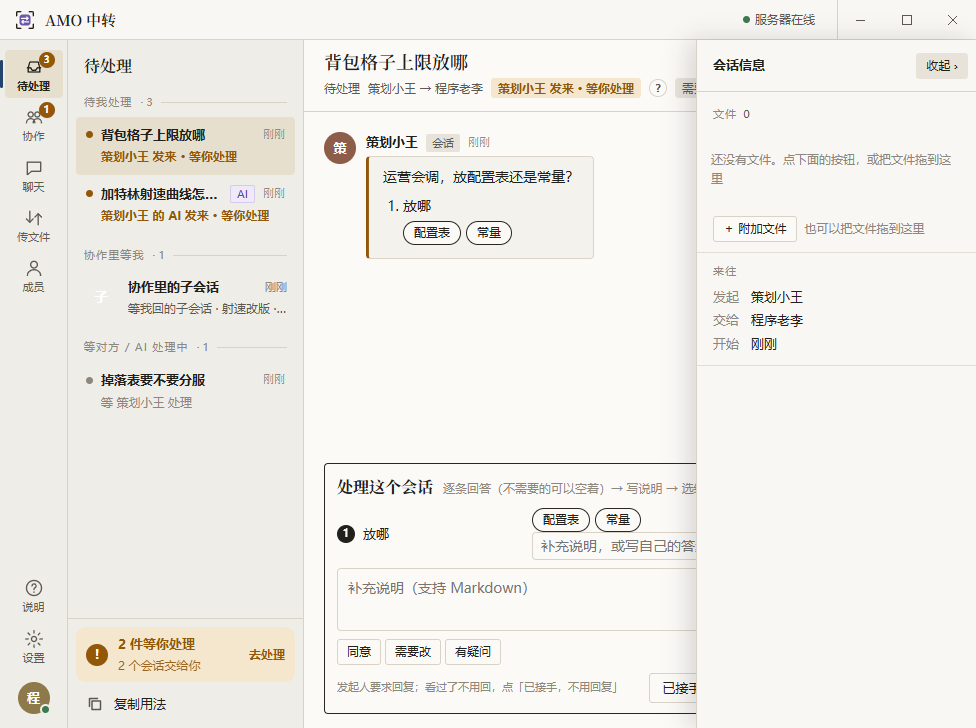 AMO 中转
服务器在线
待处理
3
协作
1
聊天
传文件
成员
说明
设置
程
待处理
待我处理 · 3
背包格子上限放哪
刚刚
策划小王 发来・等你处理
加特林射速曲线怎...
AI
刚刚
策划小王 的 AI 发来・等你处理
协作里等我 · 1
子
协作里的子会话
刚刚
等我回的子会话 · 射速改版 ·...
等对方 / AI 处理中 · 1
掉落表要不要分服
刚刚
等 策划小王 处理
!
2 件等你处理
2 个会话交给你
去处理
复制用法
背包格子上限放哪
待处理 策划小王 → 程序老李 策划小王 发来・等你处理 ?
策
策划小王 会话 刚刚
运营会调，放配置表还是常量？
1. 放哪
配置表 常量
处理这个会话 逐条回答（不需要的可以空着）→ 写说明 →
1 放哪
配置表 常量
补充说明，或写自己的答
补充说明（支持 Markdown）
同意 需要改 有疑问
发起人要求回复；看过了不用回，点「已接手，不用回复」
已接手
会话信息
收起 ›
文件 0
还没有文件。点下面的按钮，或把文件拖到这
里
+ 附加文件 也可以把文件拖到这里
来往
发起 策划小王
交给 程序老李
开始 刚刚